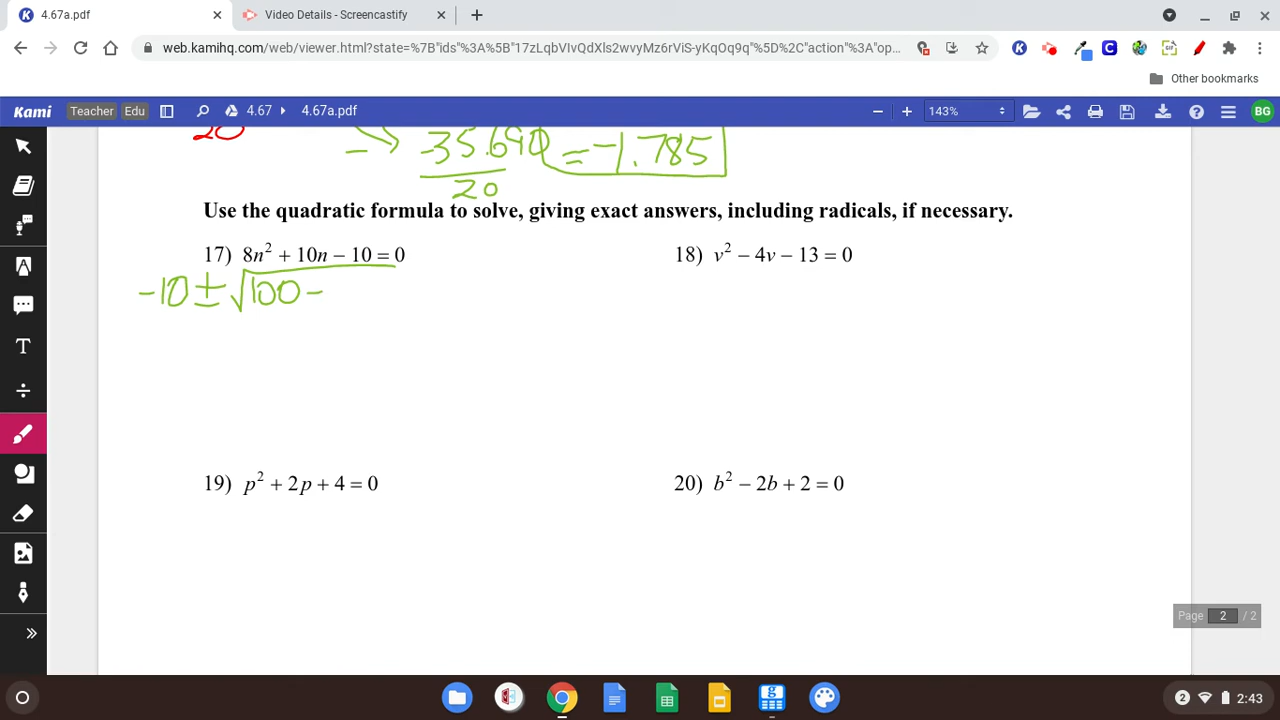 4.67a.pdf
Video Details - Screencastify
web.kamihq.com/web/viewer.html?state=%7B"ids"%3A%5B"17zLqbVIvQdXls2wvyMz6rViS-yKqOq9q"%5D%2C"action"%3A"op...
Other bookmarks
Kami Teacher Edu 4.67 4.67a.pdf 143% BG
20
-35.690 = -1.785
20
Use the quadratic formula to solve, giving exact answers, including radicals, if necessary.
17) 8n² + 10n − 10 = 0
18) v² − 4v − 13 = 0
-10 ± √100 -
19) p² + 2p + 4 = 0
20) b² − 2b + 2 = 0
Page 2 / 2
2 2:43